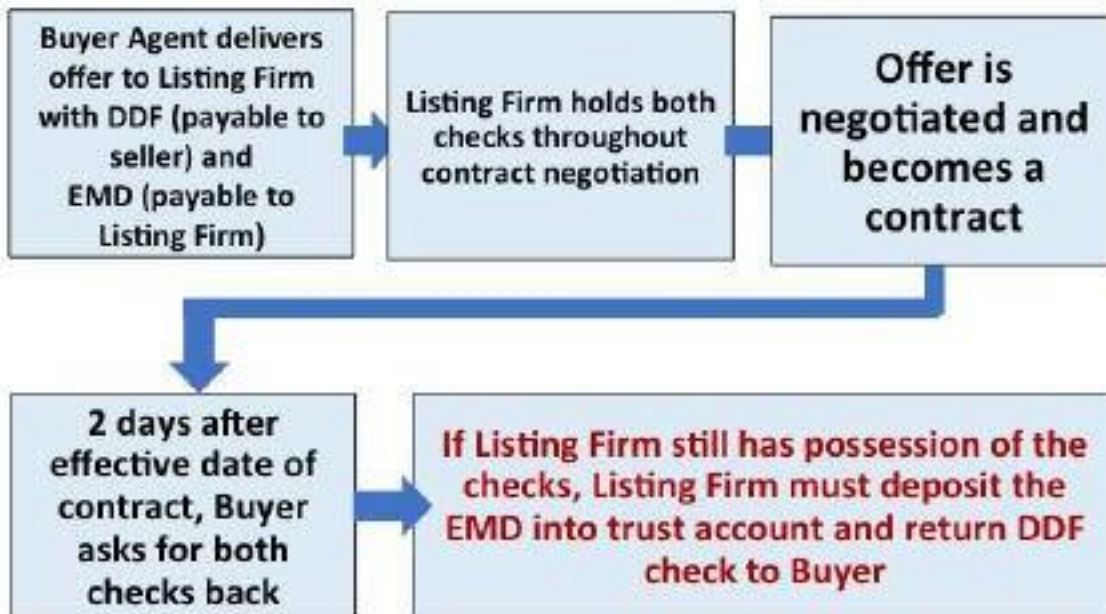 Buyer Agent delivers
offer to Listing Firm
with DDF (payable to
seller) and
EMD (payable to
Listing Firm)
Listing Firm holds both
checks throughout
contract negotiation
Offer is
negotiated and
becomes a
contract
2 days after
effective date of
contract, Buyer
asks for both
checks back
If Listing Firm still has possession of the
checks, Listing Firm must deposit the
EMD into trust account and return DDF
check to Buyer